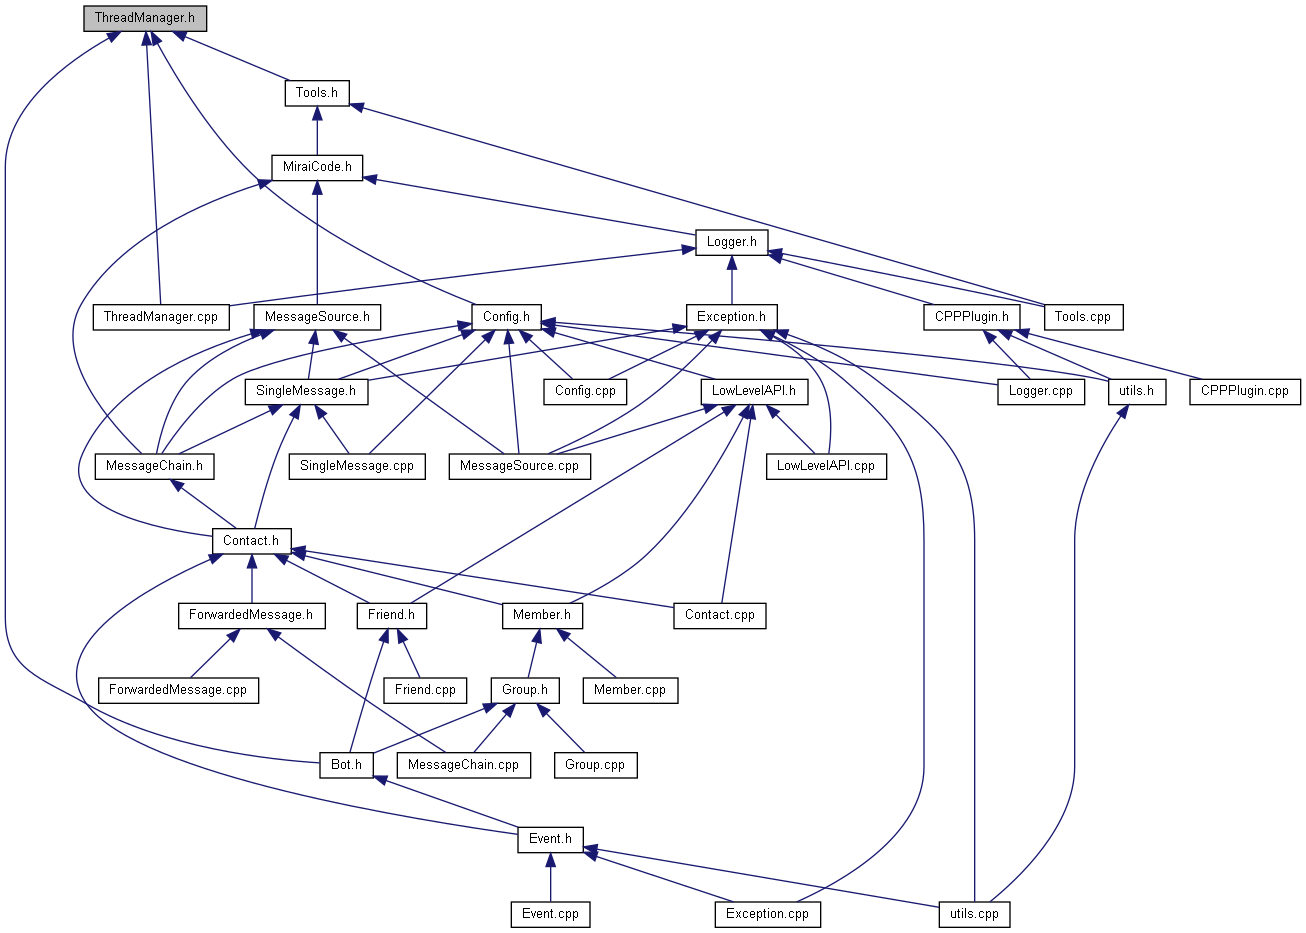 ThreadManager.h
Tools.h
MiraiCode.h
Logger.h
ThreadManager.cpp
MessageSource.h
Config.h
Exception.h
CPPPlugin.h
Tools.cpp
SingleMessage.h
Config.cpp
LowLevelAPI.h
Logger.cpp
utils.h
CPPPlugin.cpp
MessageChain.h
SingleMessage.cpp
MessageSource.cpp
LowLevelAPI.cpp
Contact.h
ForwardedMessage.h
Friend.h
Member.h
Contact.cpp
ForwardedMessage.cpp
Friend.cpp
Group.h
Member.cpp
Bot.h
MessageChain.cpp
Group.cpp
Event.h
Event.cpp
Exception.cpp
utils.cpp